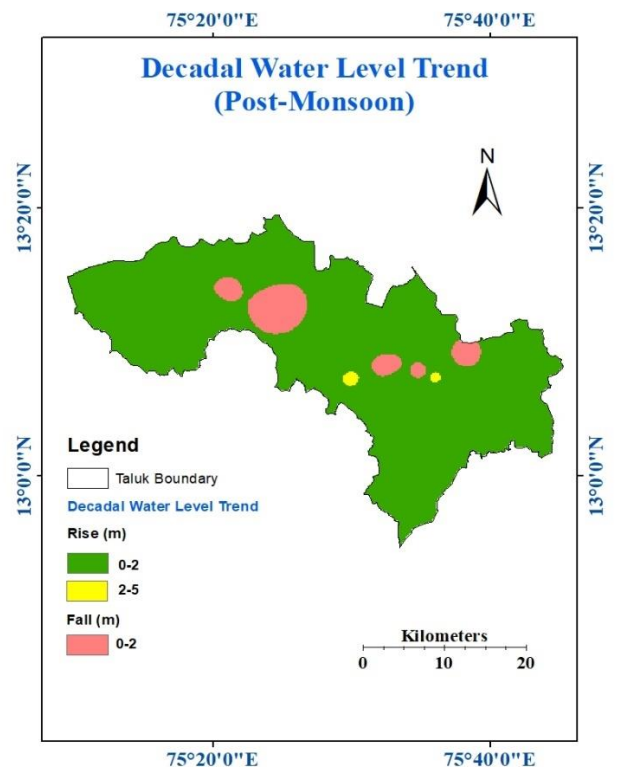 75°20'0"E 75°40'0"E
Decadal Water Level Trend
(Post-Monsoon)
N
13°20'0"N 13°20'0"N
13°0'0"N 13°0'0"N
Legend
Taluk Boundary
Decadal Water Level Trend
Rise (m)
0-2
2-5
Fall (m)
0-2
Kilometers
0 10 20
75°20'0"E 75°40'0"E